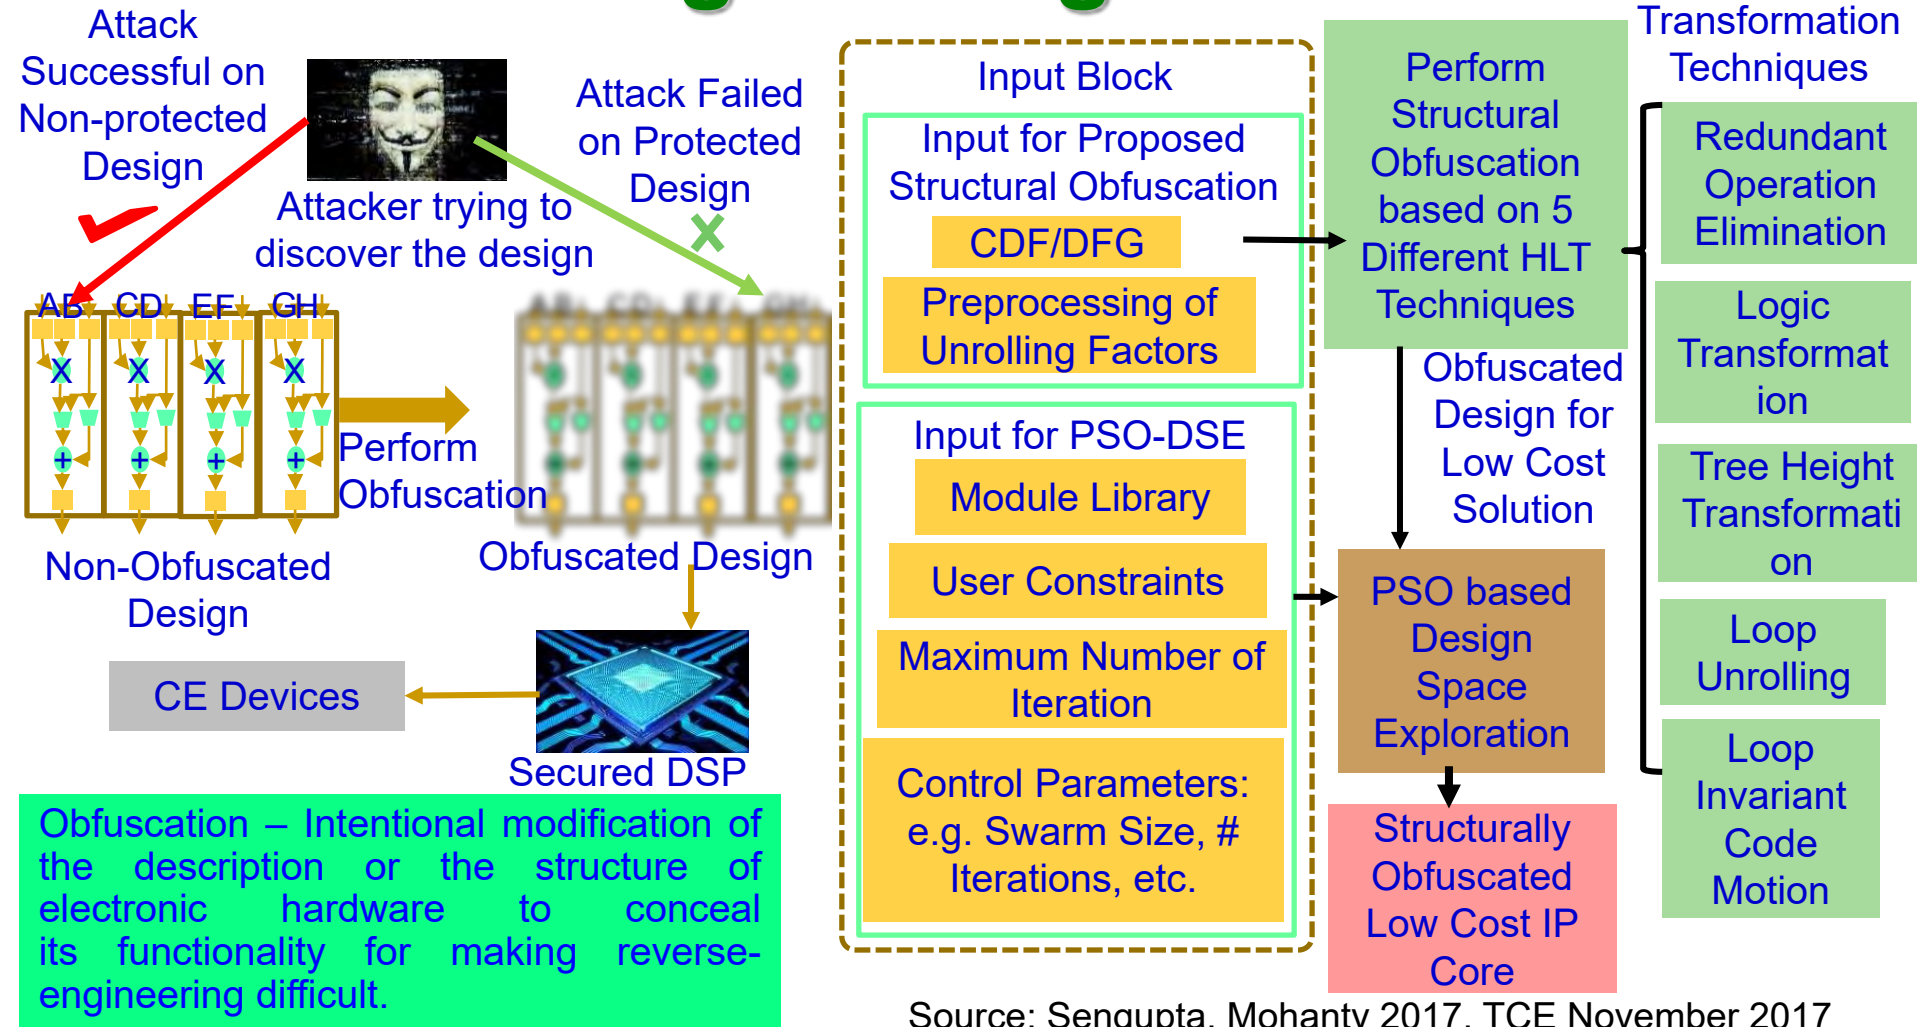 Attack
Successful on
Non-protected
Design
Attacker trying to
discover the design
Attack Failed
on Protected
Design
X
AB CD EF GH
X X X X
+ + + +
Perform
Obfuscation
Non-Obfuscated
Design
Obfuscated Design
CE Devices
Secured DSP
Obfuscation – Intentional modification of
the description or the structure of
electronic hardware to conceal
its functionality for making reverse-
engineering difficult.
Input Block
Input for Proposed
Structural Obfuscation
CDF/DFG
Preprocessing of
Unrolling Factors
Input for PSO-DSE
Module Library
User Constraints
Maximum Number of
Iteration
Control Parameters:
e.g. Swarm Size, #
Iterations, etc.
Perform
Structural
Obfuscation
based on 5
Different HLT
Techniques
Obfuscated
Design for
Low Cost
Solution
PSO based
Design
Space
Exploration
Structurally
Obfuscated
Low Cost IP
Core
Transformation
Techniques
Redundant
Operation
Elimination
Logic
Transformat
ion
Tree Height
Transformati
on
Loop
Unrolling
Loop
Invariant
Code
Motion
Source: Sengupta, Mohanty 2017, TCE November 2017